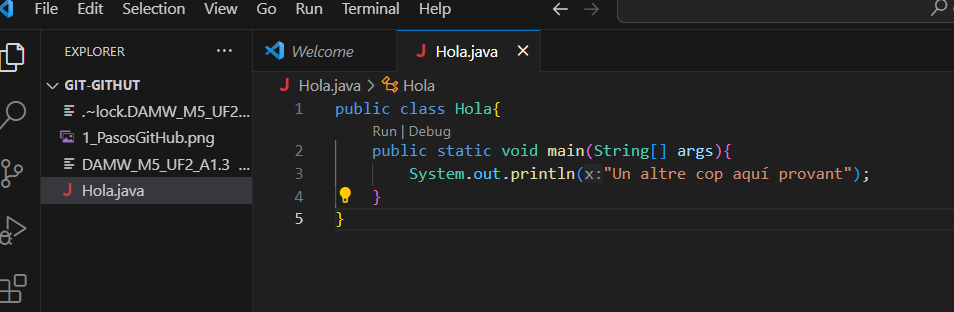 File Edit Selection View Go Run Terminal Help
EXPLORER ...
Welcome
J Hola.java
GIT-GITHUT
.~lock.DAMW_M5_UF2...
1_PasosGitHub.png
DAMW_M5_UF2_A1.3 ...
J Hola.java
J Hola.java > Hola
1 public class Hola{
Run | Debug
2 public static void main(String[] args){
3 System.out.println(x:"Un altre cop aquí provant");
4 }
5 }